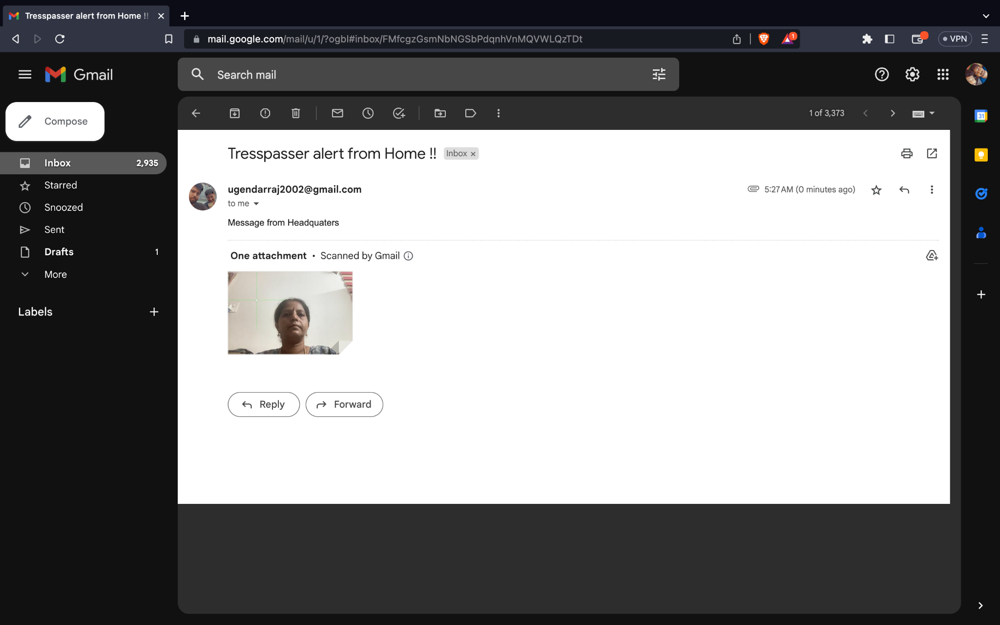 Tresspasser alert from Home !!
mail.google.com/mail/u/1/?ogbl#inbox/FMfcgzGsmNbNGSbPdqnhVnMQVWLQzTDt
1
VPN
Gmail
Search mail
Compose
1 of 3,373
Inbox 2,935
Starred
Snoozed
Sent
Drafts 1
More
Labels
Tresspasser alert from Home !! Inbox ×
ugendarraj2002@gmail.com
5:27 AM (0 minutes ago)
to me
Message from Headquaters
One attachment • Scanned by Gmail
Reply
Forward
31